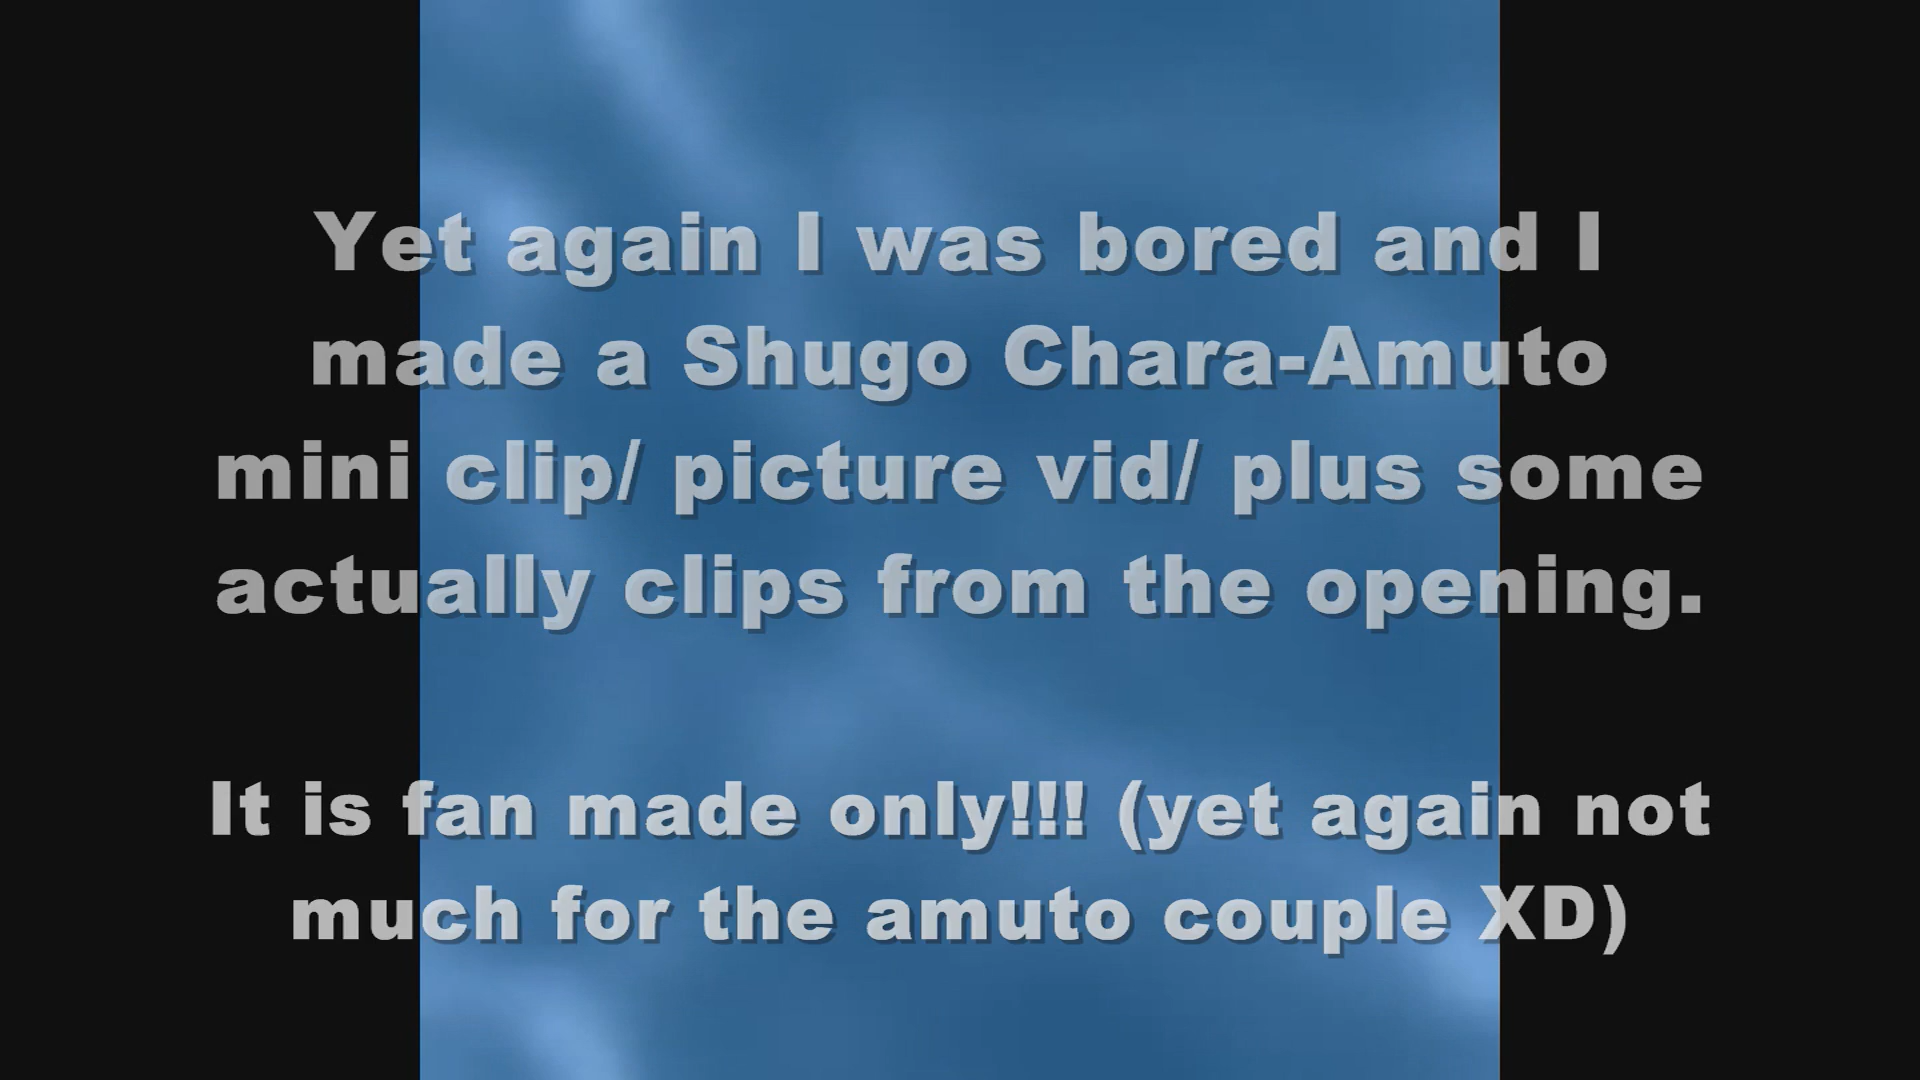 Yet again I was bored and I
made a Shugo Chara-Amuto
mini clip/ picture vid/ plus some
actually clips from the opening.
It is fan made only!!! (yet again not
much for the amuto couple XD)